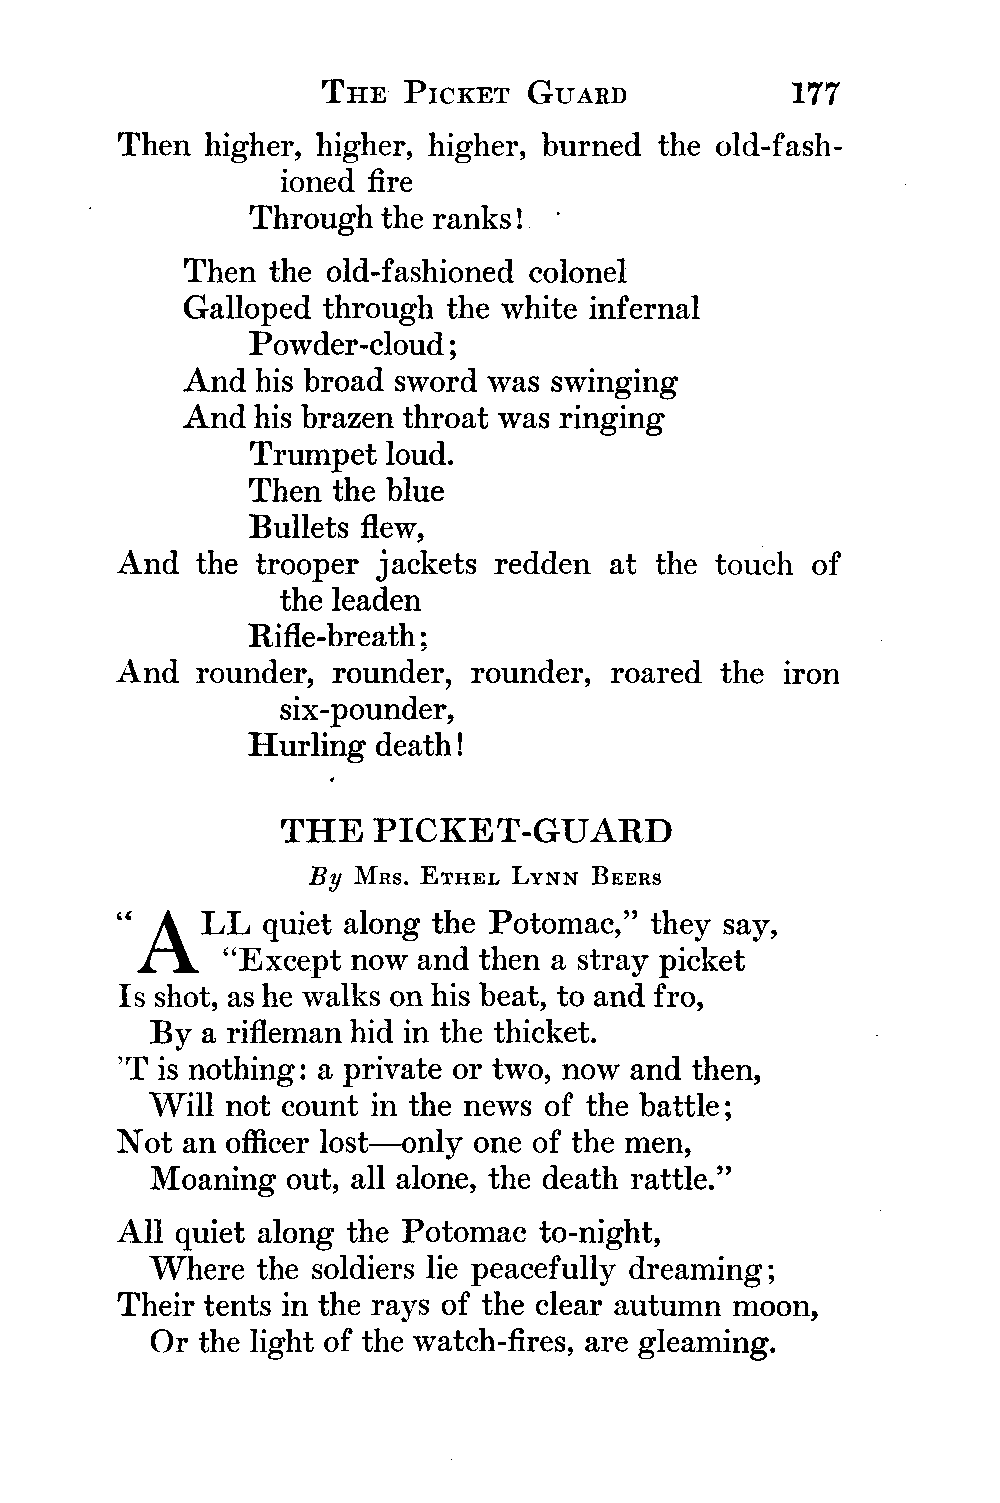 THE PICKET GUARD 177
Then higher, higher, higher, burned the old-fash-
ioned fire
Through the ranks!
Then the old-fashioned colonel
Galloped through the white infernal
Powder-cloud;
And his broad sword was swinging
And his brazen throat was ringing
Trumpet loud.
Then the blue
Bullets flew,
And the trooper jackets redden at the touch of
the leaden
Rifle-breath;
And rounder, rounder, rounder, roared the iron
six-pounder,
Hurling death!
THE PICKET-GUARD
By MRS. ETHEL LYNN BEERS
“ALL quiet along the Potomac,” they say,
“Except now and then a stray picket
Is shot, as he walks on his beat, to and fro,
By a rifleman hid in the thicket.
’T is nothing: a private or two, now and then,
Will not count in the news of the battle;
Not an officer lost—only one of the men,
Moaning out, all alone, the death rattle.”
All quiet along the Potomac to-night,
Where the soldiers lie peacefully dreaming;
Their tents in the rays of the clear autumn moon,
Or the light of the watch-fires, are gleaming.